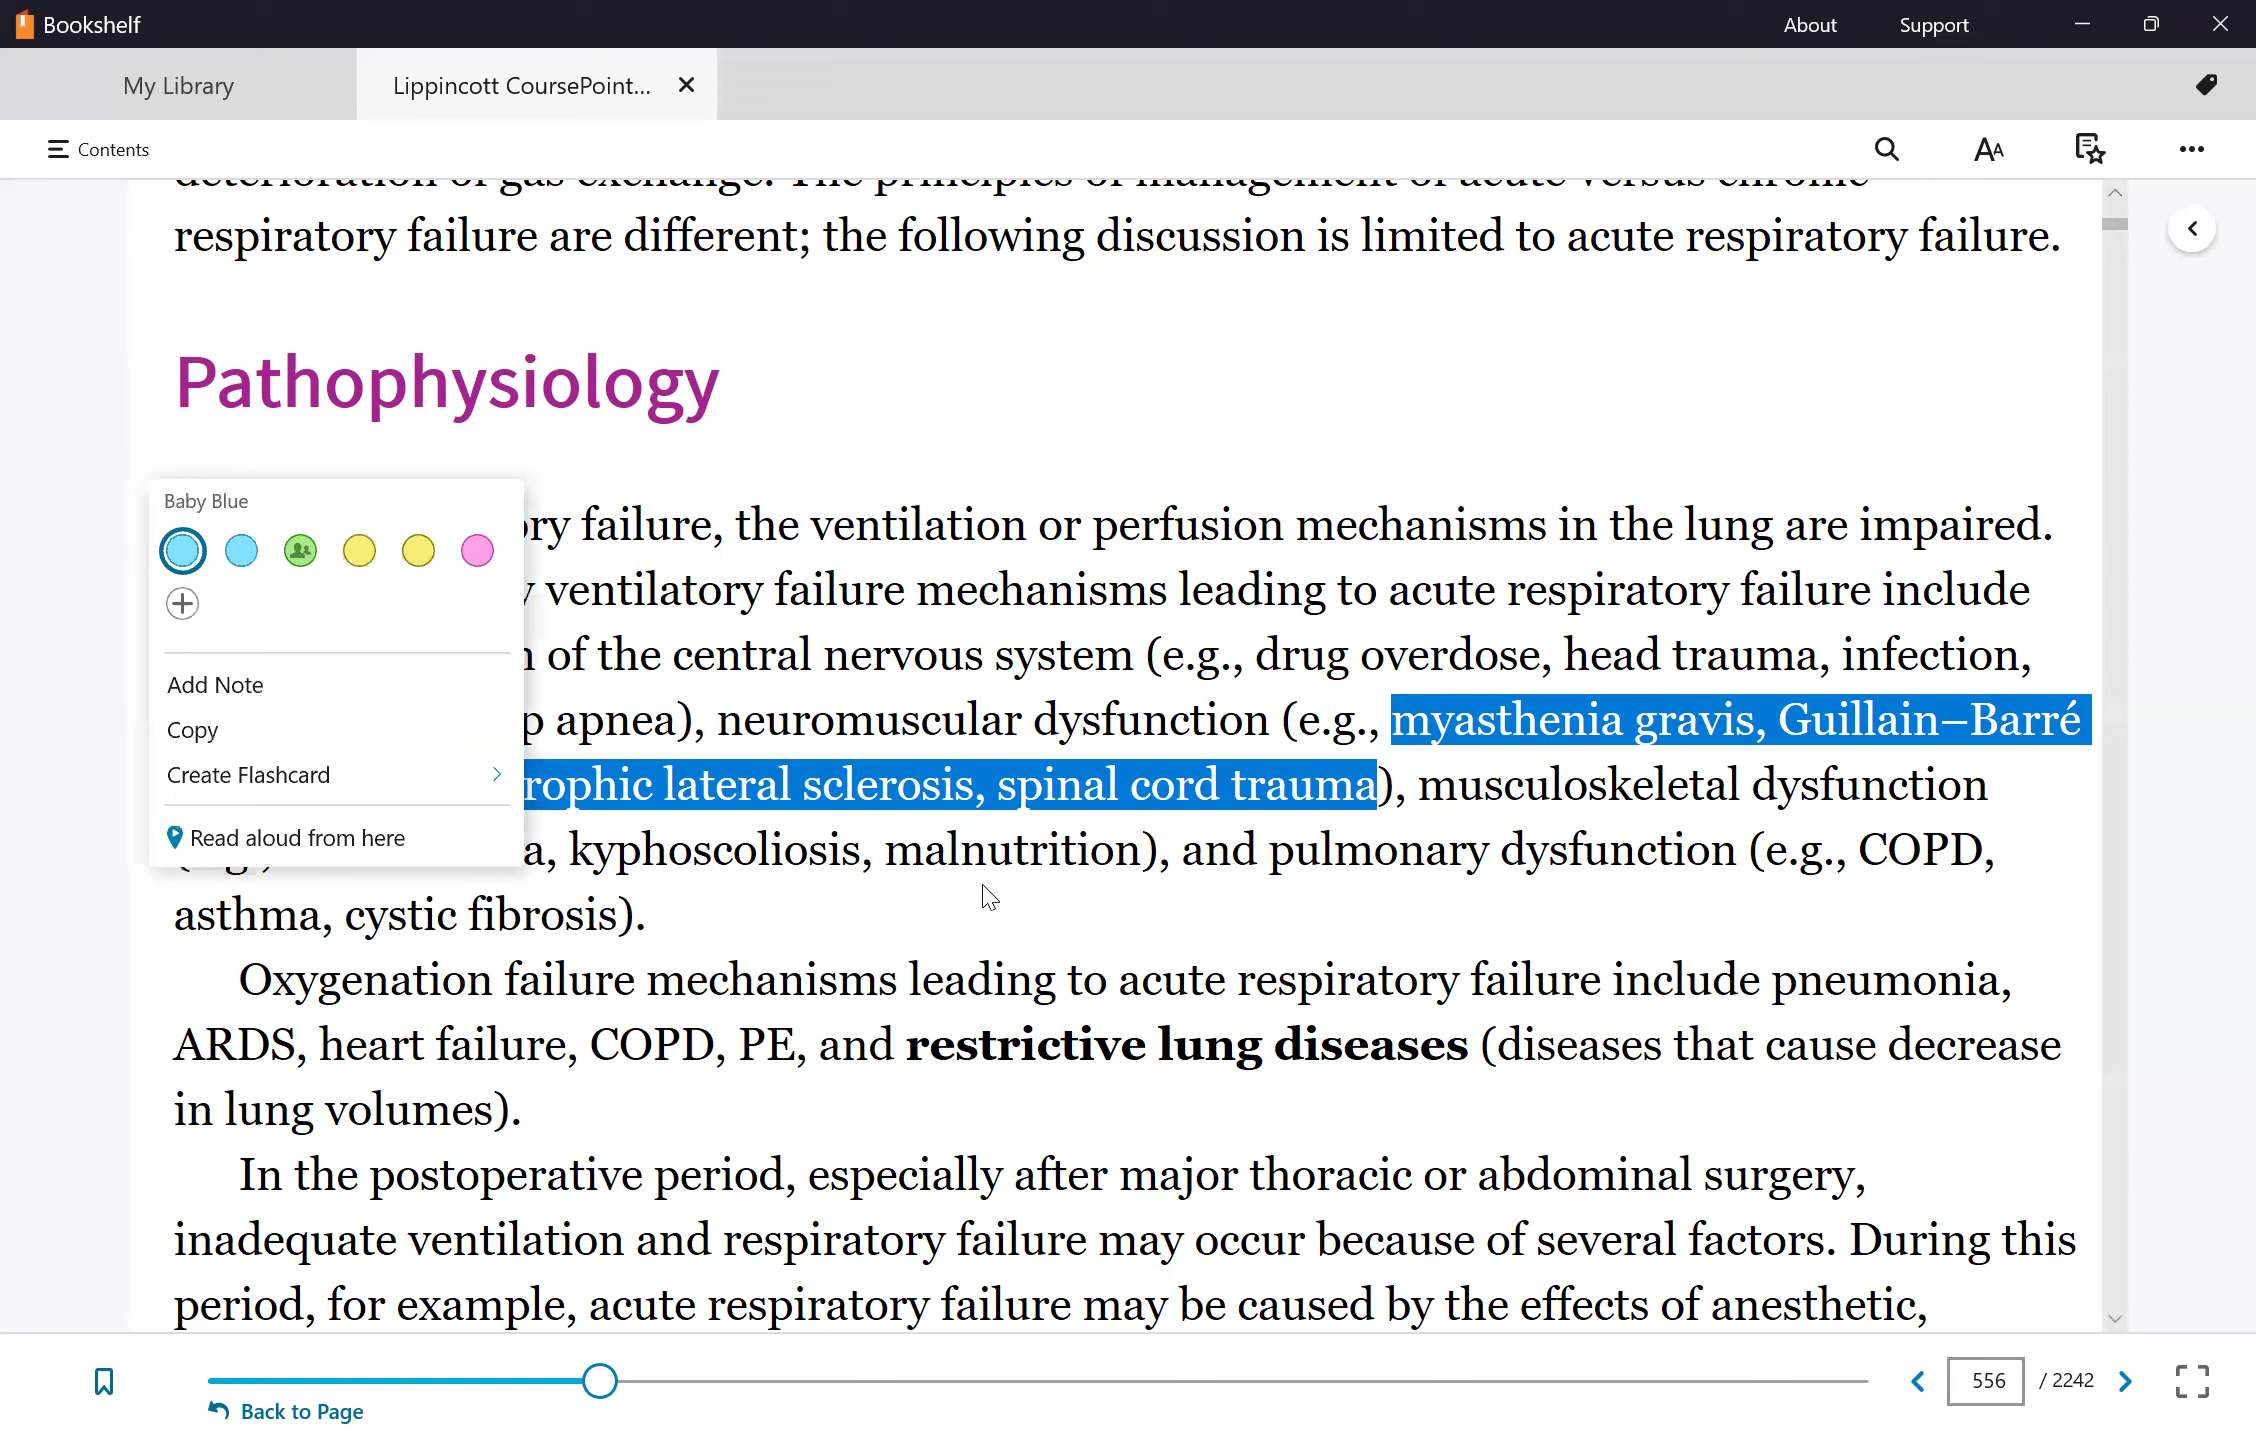 Bookshelf
About
Support
My Library
Lippincott CoursePoint...
Contents
respiratory failure are different; the following discussion is limited to acute respiratory failure.
Pathophysiology
Baby Blue
Add Note
Copy
Create Flashcard
Read aloud from here
ry failure, the ventilation or perfusion mechanisms in the lung are impaired.
ventilatory failure mechanisms leading to acute respiratory failure include
of the central nervous system (e.g., drug overdose, head trauma, infection,
p apnea), neuromuscular dysfunction (e.g., myasthenia gravis, Guillain–Barré
rophic lateral sclerosis, spinal cord trauma), musculoskeletal dysfunction
a, kyphoscoliosis, malnutrition), and pulmonary dysfunction (e.g., COPD,
asthma, cystic fibrosis).
Oxygenation failure mechanisms leading to acute respiratory failure include pneumonia,
ARDS, heart failure, COPD, PE, and restrictive lung diseases (diseases that cause decrease
in lung volumes).
In the postoperative period, especially after major thoracic or abdominal surgery,
inadequate ventilation and respiratory failure may occur because of several factors. During this
period, for example, acute respiratory failure may be caused by the effects of anesthetic,
Back to Page
556 / 2242